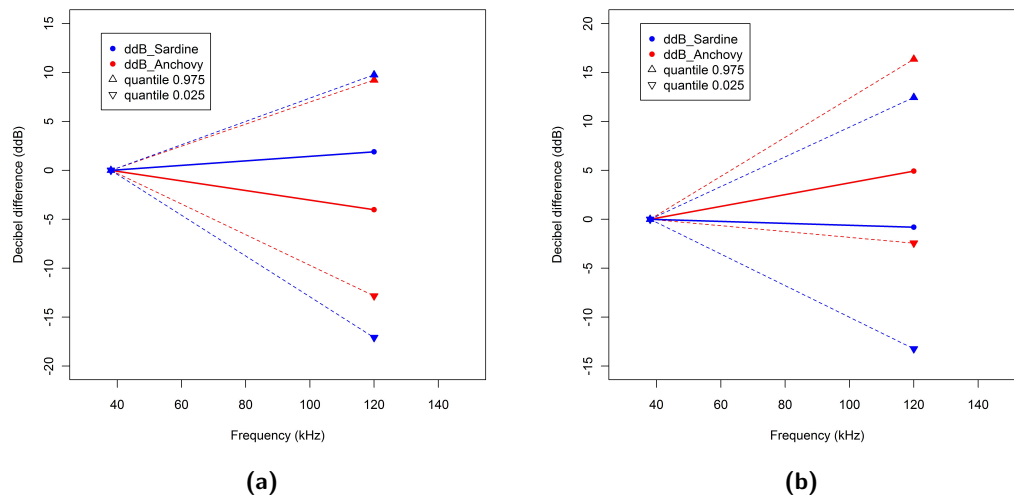 15
10
5
0
-5
-10
-15
-20
Decibel difference (ddB)
ddB_Sardine
ddB_Anchovy
quantile 0.975
quantile 0.025
40 60 80 100 120 140
Frequency (kHz)
(a)
20
15
10
5
0
-5
-10
-15
Decibel difference (ddB)
ddB_Sardine
ddB_Anchovy
quantile 0.975
quantile 0.025
40 60 80 100 120 140
Frequency (kHz)
(b)